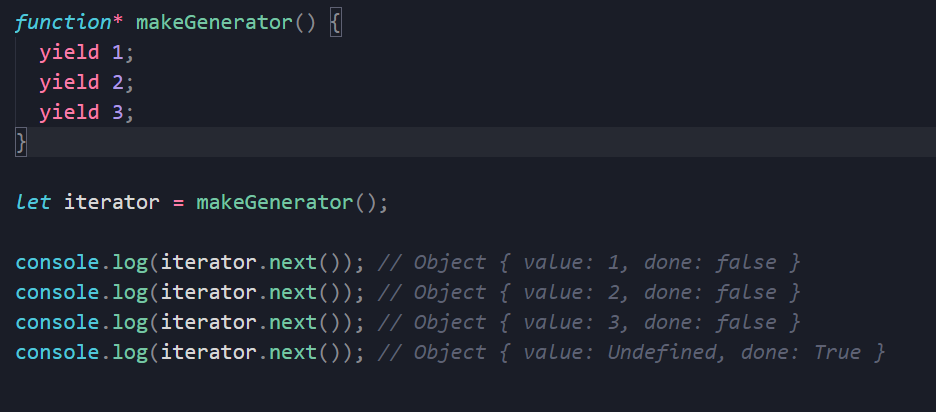 function* makeGenerator() {
  yield 1;
  yield 2;
  yield 3;
}
let iterator = makeGenerator();
console.log(iterator.next()); // Object { value: 1, done: false }
console.log(iterator.next()); // Object { value: 2, done: false }
console.log(iterator.next()); // Object { value: 3, done: false }
console.log(iterator.next()); // Object { value: Undefined, done: True }